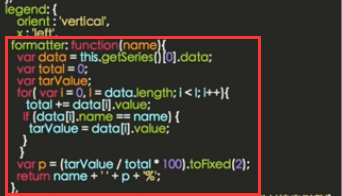 legend: {
orient : 'vertical',
x : 'left',
formatter: function(name){
var data = this.getSeries()[0].data;
var total = 0;
var tarValue;
for( var i = 0, l = data.length; i < l; i++){
total += data[i].value;
if (data[i].name == name) {
tarValue = data[i].value;
}
}
var p = (tarValue / total * 100).toFixed(2);
return name + ' ' + p + '%';
},